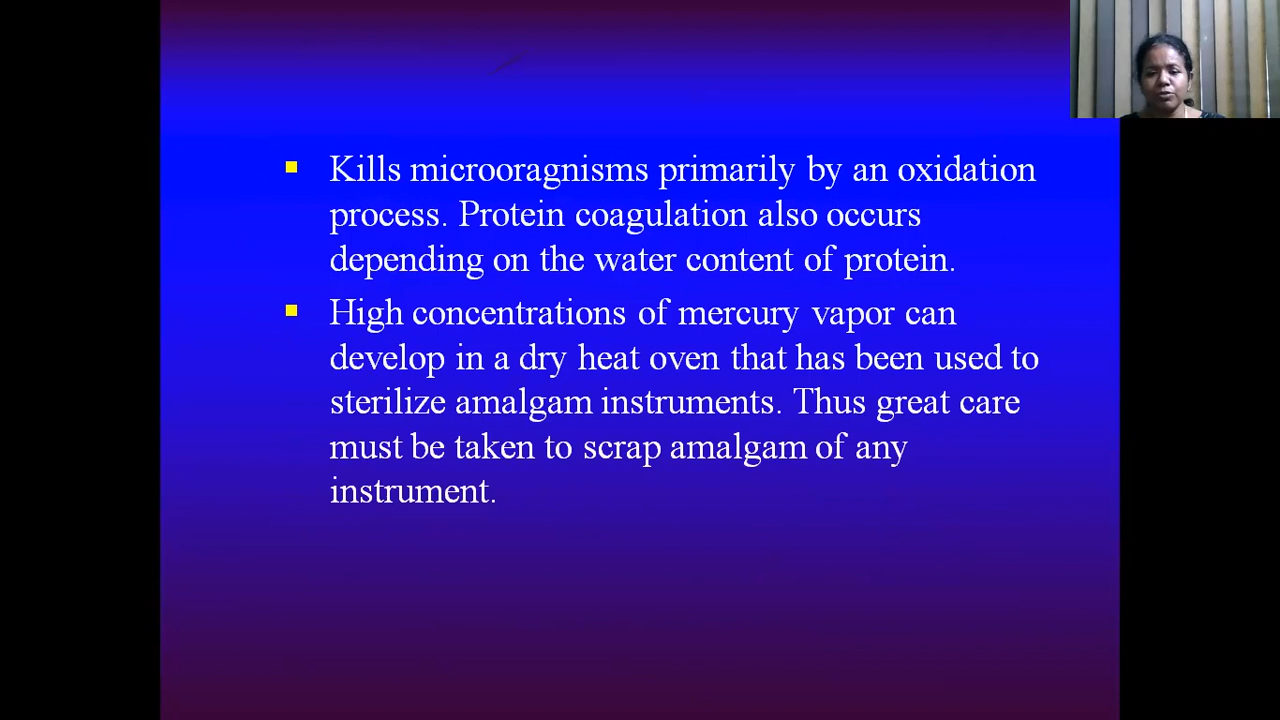 Kills microoragnisms primarily by an oxidation
process. Protein coagulation also occurs
depending on the water content of protein.
High concentrations of mercury vapor can
develop in a dry heat oven that has been used to
sterilize amalgam instruments. Thus great care
must be taken to scrap amalgam of any
instrument.